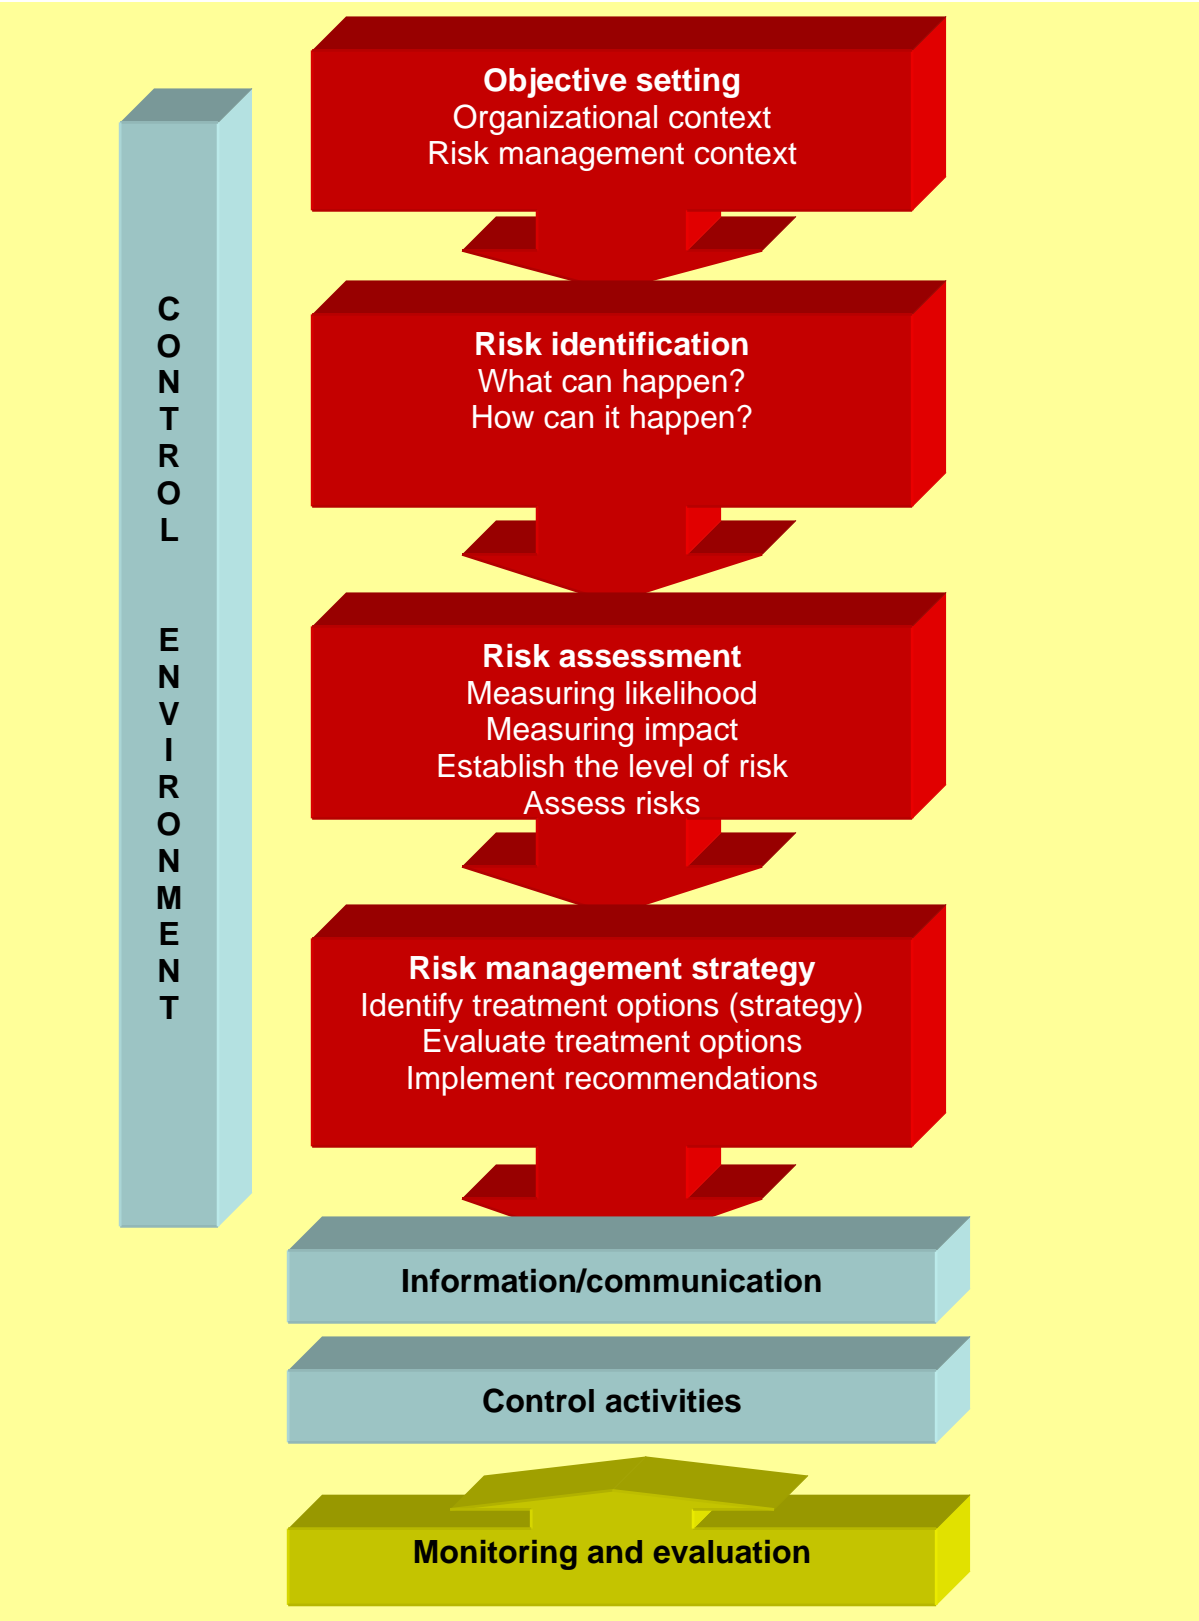 Objective setting
Organizational context
Risk management context
CONTROL ENVIRONMENT
Risk identification
What can happen?
How can it happen?
Risk assessment
Measuring likelihood
Measuring impact
Establish the level of risk
Assess risks
Risk management strategy
Identify treatment options (strategy)
Evaluate treatment options
Implement recommendations
Information/communication
Control activities
Monitoring and evaluation